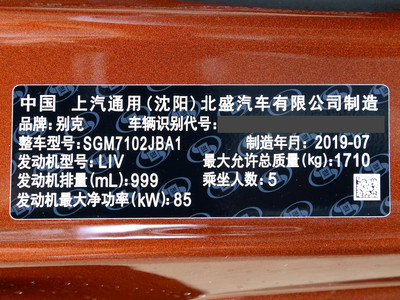 中国 上汽通用(沈阳)北盛汽车有限公司制造
品牌:别克 车辆识别代号:
整车型号:SGM7102JBA1 制造年月:2019-07
发动机型号:LIV 最大允许总质量(kg):1710
发动机排量(mL):999 乘坐人数:5
发动机最大净功率(kW):85